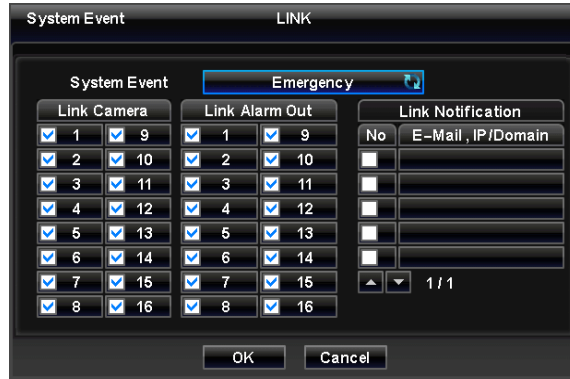 System Event LINK
System Event Emergency
Link Camera Link Alarm Out Link Notification
1 9 1 9 No E-Mail , IP/Domain
2 10 2 10
3 11 3 11
4 12 4 12
5 13 5 13
6 14 6 14
7 15 7 15 1/1
8 16 8 16
OK Cancel